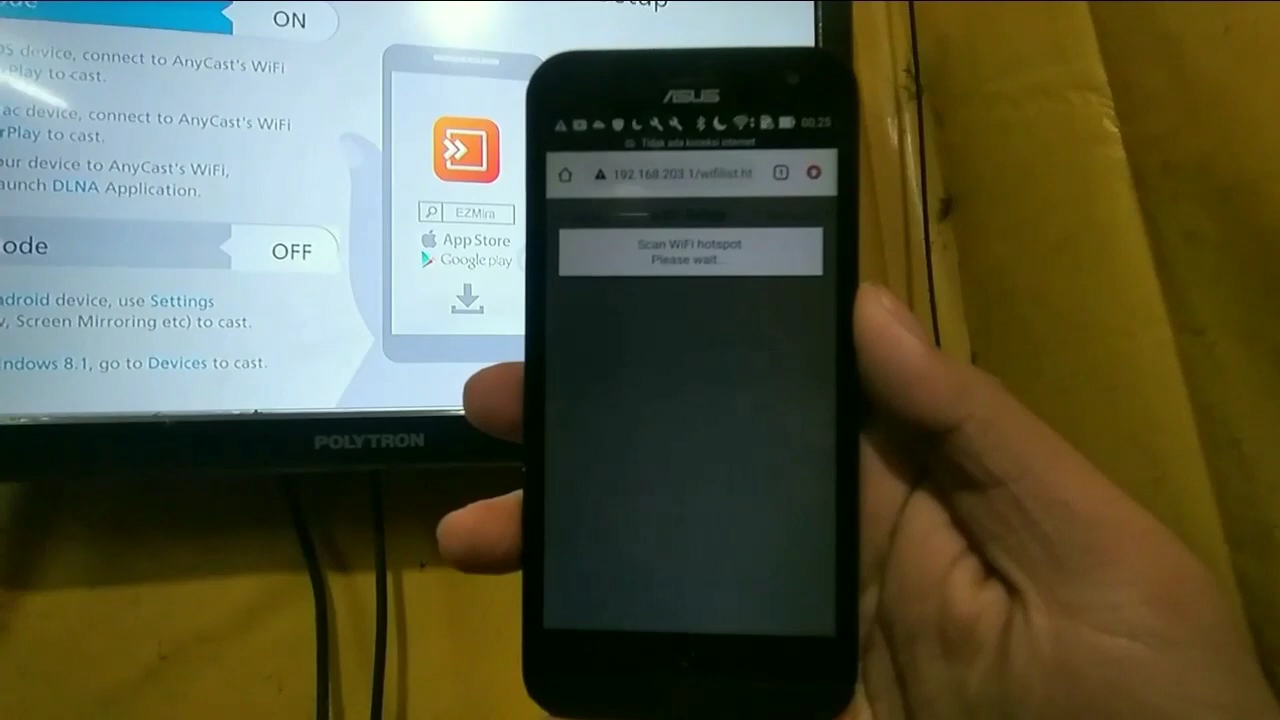 ON
OS device, connect to AnyCast's WiFi
rPlay to cast.
ac device, connect to AnyCast's WiFi
rPlay to cast.
our device to AnyCast's WiFi,
aunch DLNA Application.
ode
OFF
ndroid device, use Settings
v, Screen Mirroring etc) to cast.
ndows 8.1, go to Devices to cast.
EZMira
App Store
Google play
POLYTRON
ASUS
00.25
Tidak ada koneksi internet
192.168.203.1/wifilist.ht
Scan WiFi hotspot
Please wait...